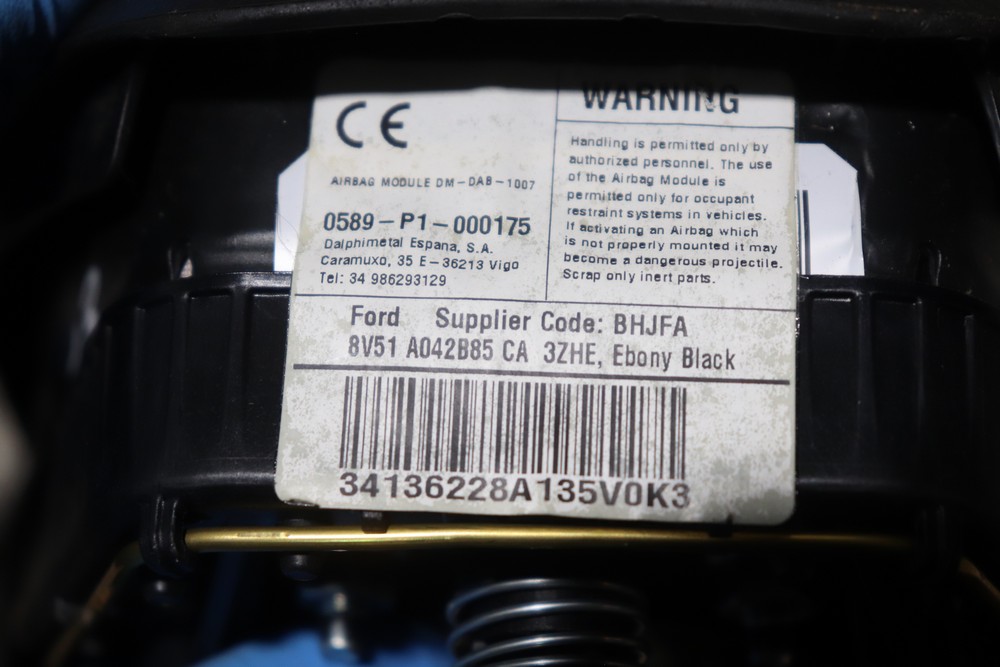 CE
AIRBAG MODULE DM-DAB-1007
0589-P1-000175
Dalphimetal Espana, S.A.
Caramuxo, 35 E-36213 Vigo
Tel: 34 986293129
WARNING
Handling is permitted only by
authorized personnel. The use
of the Airbag Module is
permitted only for occupant
restraint systems in vehicles.
If activating an Airbag which
is not properly mounted it may
become a dangerous projectile.
Scrap only inert parts.
Ford Supplier Code: BHJFA
8V51 A042B85 CA 3ZHE, Ebony Black
34136228A135V0K3